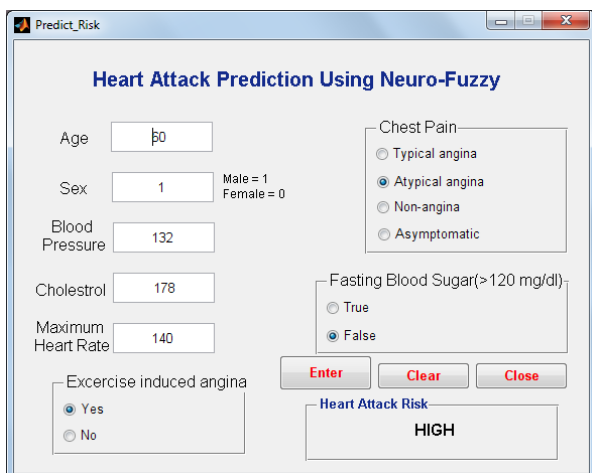 Predict_Risk
Heart Attack Prediction Using Neuro-Fuzzy
Age 60
Sex 1 Male = 1
Female = 0
Blood
Pressure 132
Cholestrol 178
Maximum
Heart Rate 140
Excercise induced angina
Yes
No
Chest Pain
Typical angina
Atypical angina
Non-angina
Asymptomatic
Fasting Blood Sugar(>120 mg/dl)
True
False
Enter Clear Close
Heart Attack Risk
HIGH